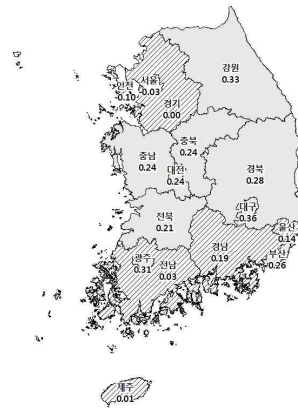 강원
0.33
서울
0.03
인천
0.10
경기
0.00
충북
0.24
충남
0.24
대전
0.24
경북
0.28
대구
0.36
전북
0.21
울산
0.14
경남
0.19
부산
0.26
광주
0.31
전남
0.03
제주
0.01